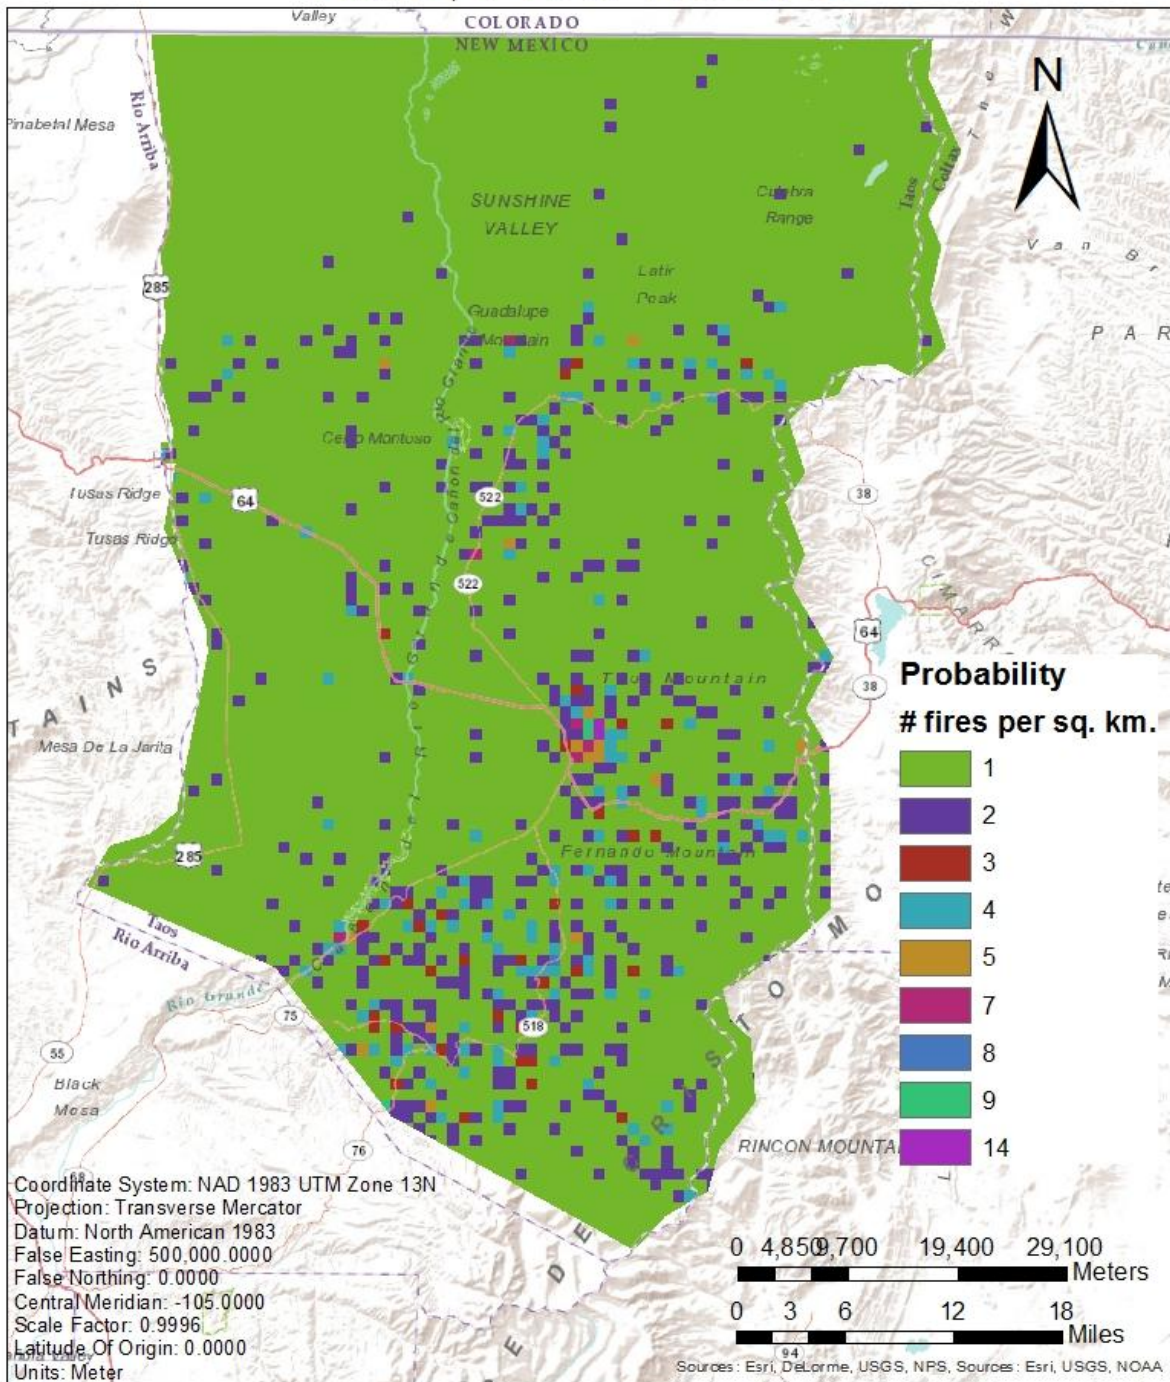 Valley
COLORADO
NEW MEXICO
Rio Arriba
Pinabetal Mesa
N
Taos
Colfax
SUNSHINE
VALLEY
Culebra
Range
Latir
Peak
285
Guadalupe
Mountain
P A R
Cerro Montoso
Tusas Ridge
64
522
38
Tusas Ridge
522
64
38
T A I N S
Taos Mountain
Mesa De La Jarita
285
Fernando Mountain
Taos
Rio Arriba
Rio Grande
75
518
55
Black
Mesa
76
RINCON MOUNTA
Probability
# fires per sq. km.
1
2
3
4
5
7
8
9
14
Coordinate System: NAD 1983 UTM Zone 13N
Projection: Transverse Mercator
Datum: North American 1983
False Easting: 500,000.0000
False Northing: 0.0000
Central Meridian: -105.0000
Scale Factor: 0.9996
Latitude Of Origin: 0.0000
Units: Meter
0 4,850 9,700 19,400 29,100
Meters
0 3 6 12 18
Miles
94
Sources: Esri, DeLorme, USGS, NPS, Sources: Esri, USGS, NOAA